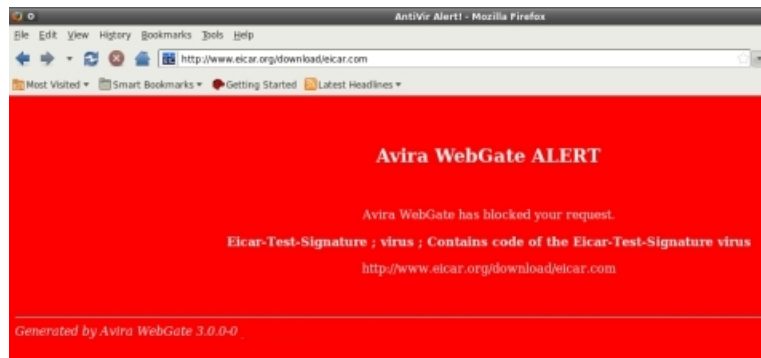 AntiVir Alert! - Mozilla Firefox
File Edit View History Bookmarks Tools Help
http://www.eicar.org/download/eicar.com
Most Visited Smart Bookmarks Getting Started Latest Headlines
Avira WebGate ALERT
Avira WebGate has blocked your request.
Eicar-Test-Signature ; virus ; Contains code of the Eicar-Test-Signature virus
http://www.eicar.org/download/eicar.com
Generated by Avira WebGate 3.0.0-0